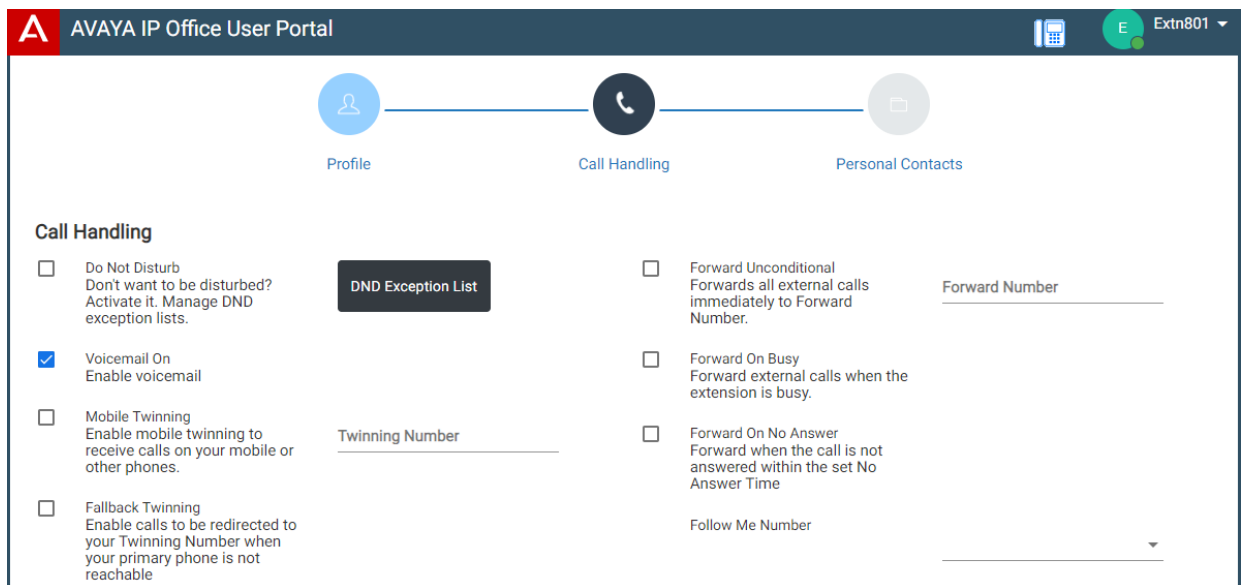 AVAYA IP Office User Portal
E
Extn801
Profile
Call Handling
Personal Contacts
Call Handling
Do Not Disturb
Don't want to be disturbed?
Activate it. Manage DND
exception lists.
DND Exception List
Voicemail On
Enable voicemail
Mobile Twinning
Enable mobile twinning to
receive calls on your mobile or
other phones.
Twinning Number
Fallback Twinning
Enable calls to be redirected to
your Twinning Number when
your primary phone is not
reachable
Forward Unconditional
Forwards all external calls
immediately to Forward
Number.
Forward Number
Forward On Busy
Forward external calls when the
extension is busy.
Forward On No Answer
Forward when the call is not
answered within the set No
Answer Time
Follow Me Number